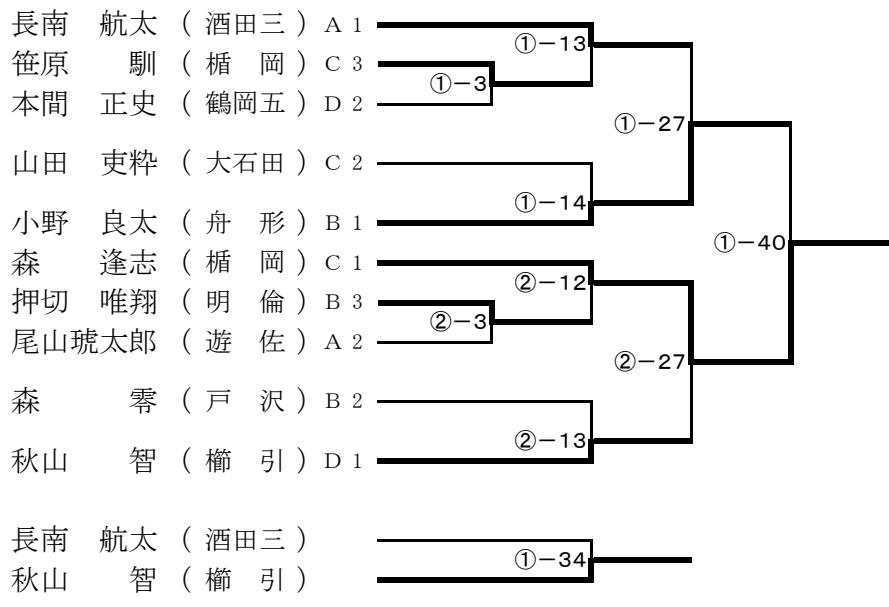 長南 航太 ( 酒田三 ) A 1
①－13
笹原 馴 ( 楯 岡 ) C 3
①－3
本間 正史 ( 鶴岡五 ) D 2
①－27
山田 吏粋 ( 大石田 ) C 2
①－14
小野 良太 ( 舟 形 ) B 1
①－40
森 逢志 ( 楯 岡 ) C 1
②－12
押切 唯翔 ( 明 倫 ) B 3
②－3
尾山琥太郎 ( 遊 佐 ) A 2
②－27
森 零 ( 戸 沢 ) B 2
②－13
秋山 智 ( 櫛 引 ) D 1
長南 航太 ( 酒田三 )
①－34
秋山 智 ( 櫛 引 )